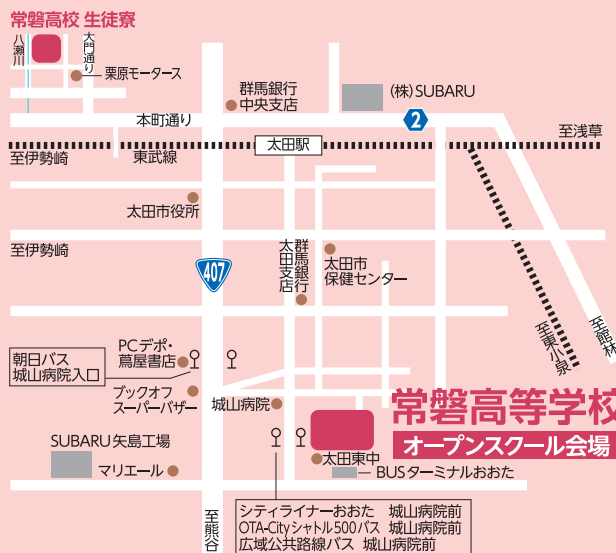 常磐高校 生徒寮
八瀬川
大門通り
栗原モータース
群馬銀行
中央支店
(株)SUBARU
本町通り
2
至浅草
至伊勢崎
東武線
太田駅
太田市役所
至伊勢崎
407
群馬銀行
太田支店
太田市
保健センター
至館林
至東小泉
PCデポ・
蔦屋書店
朝日バス
城山病院入口
ブックオフ
スーパーバザー
城山病院
常磐高等学校
オープンスクール会場
SUBARU矢島工場
マリエール
太田東中
BUSターミナルおおた
至熊谷
シティライナーおおた 城山病院前
OTA-Cityシャトル500バス 城山病院前
広域公共路線バス 城山病院前